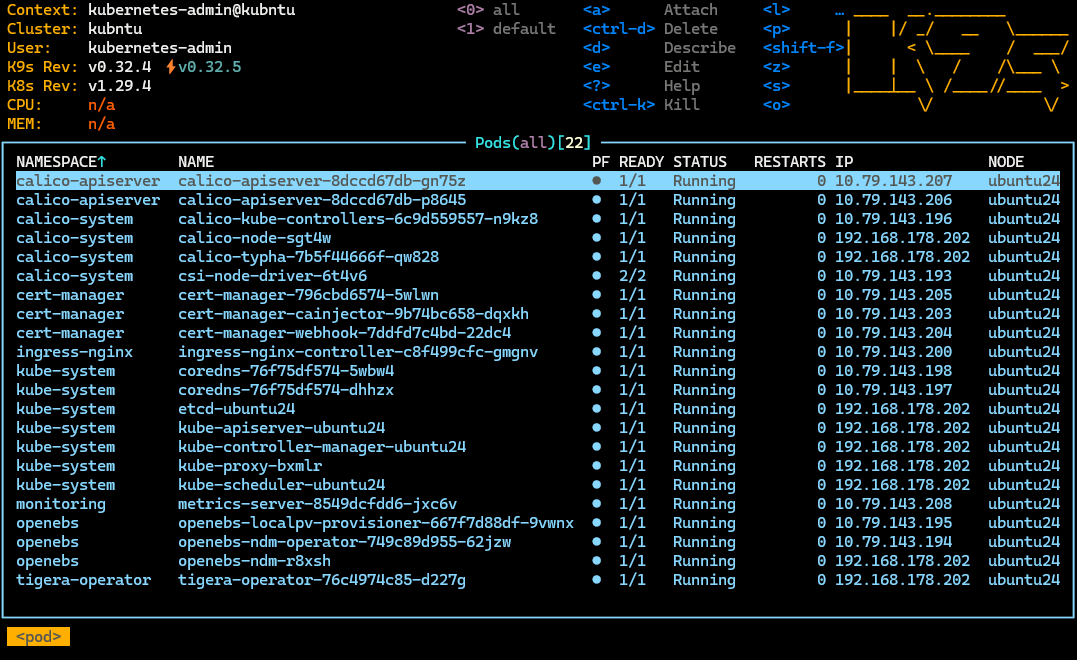 Context: kubernetes-admin@kubntu <0> all <a> Attach <l> …
Cluster: kubntu <1> default <ctrl-d> Delete <p>
User: kubernetes-admin <d> Describe <shift-f>
K9s Rev: v0.32.4 ⚡v0.32.5 <e> Edit <z>
K8s Rev: v1.29.4 <?> Help <s>
CPU: n/a <ctrl-k> Kill <o>
MEM: n/a
Pods(all)[22]
NAMESPACE↑ NAME PF READY STATUS RESTARTS IP NODE
calico-apiserver calico-apiserver-8dccd67db-gn75z ● 1/1 Running 0 10.79.143.207 ubuntu24
calico-apiserver calico-apiserver-8dccd67db-p8645 ● 1/1 Running 0 10.79.143.206 ubuntu24
calico-system calico-kube-controllers-6c9d559557-n9kz8 ● 1/1 Running 0 10.79.143.196 ubuntu24
calico-system calico-node-sgt4w ● 1/1 Running 0 192.168.178.202 ubuntu24
calico-system calico-typha-7b5f44666f-qw828 ● 1/1 Running 0 192.168.178.202 ubuntu24
calico-system csi-node-driver-6t4v6 ● 2/2 Running 0 10.79.143.193 ubuntu24
cert-manager cert-manager-796cbd6574-5wlwn ● 1/1 Running 0 10.79.143.205 ubuntu24
cert-manager cert-manager-cainjector-9b74bc658-dqxkh ● 1/1 Running 0 10.79.143.203 ubuntu24
cert-manager cert-manager-webhook-7ddfd7c4bd-22dc4 ● 1/1 Running 0 10.79.143.204 ubuntu24
ingress-nginx ingress-nginx-controller-c8f499cfc-gmgnv ● 1/1 Running 0 10.79.143.200 ubuntu24
kube-system coredns-76f75df574-5wbw4 ● 1/1 Running 0 10.79.143.198 ubuntu24
kube-system coredns-76f75df574-dhhzx ● 1/1 Running 0 10.79.143.197 ubuntu24
kube-system etcd-ubuntu24 ● 1/1 Running 0 192.168.178.202 ubuntu24
kube-system kube-apiserver-ubuntu24 ● 1/1 Running 0 192.168.178.202 ubuntu24
kube-system kube-controller-manager-ubuntu24 ● 1/1 Running 0 192.168.178.202 ubuntu24
kube-system kube-proxy-bxmlr ● 1/1 Running 0 192.168.178.202 ubuntu24
kube-system kube-scheduler-ubuntu24 ● 1/1 Running 0 192.168.178.202 ubuntu24
monitoring metrics-server-8549dcfdd6-jxc6v ● 1/1 Running 0 10.79.143.208 ubuntu24
openebs openebs-localpv-provisioner-667f7d88df-9vwnx ● 1/1 Running 0 10.79.143.195 ubuntu24
openebs openebs-ndm-operator-749c89d955-62jzw ● 1/1 Running 0 10.79.143.194 ubuntu24
openebs openebs-ndm-r8xsh ● 1/1 Running 0 192.168.178.202 ubuntu24
tigera-operator tigera-operator-76c4974c85-d227g ● 1/1 Running 0 192.168.178.202 ubuntu24
<pod>